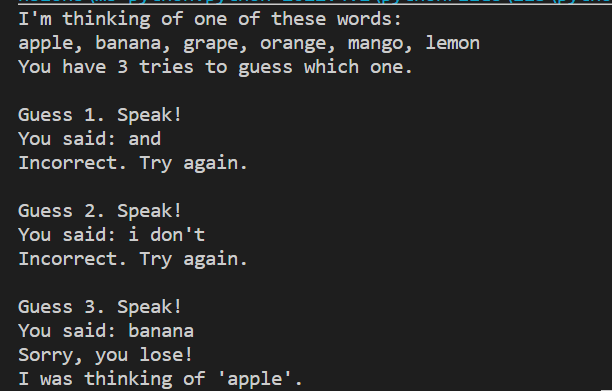 I'm thinking of one of these words:
apple, banana, grape, orange, mango, lemon
You have 3 tries to guess which one.
Guess 1. Speak!
You said: and
Incorrect. Try again.
Guess 2. Speak!
You said: i don't
Incorrect. Try again.
Guess 3. Speak!
You said: banana
Sorry, you lose!
I was thinking of 'apple'.